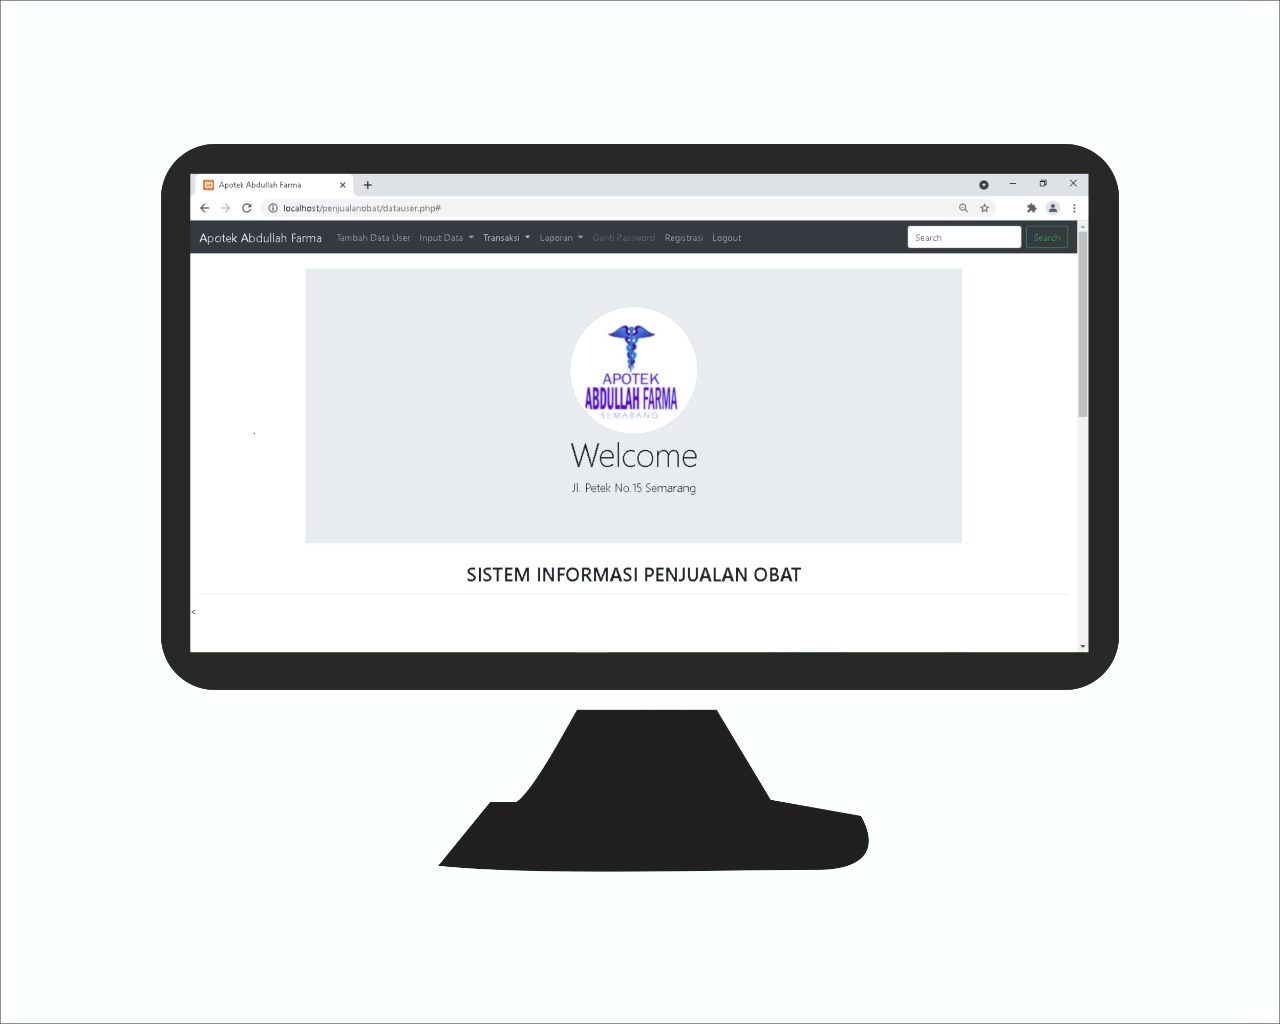 Apotek Abdullah Farma
localhost/penjualanobat/datauser.php#
Apotek Abdullah Farma Tambah Data User Input Data Transaksi Laporan Ganti Password Registrasi Logout Search Search
APOTEK
ABDULLAH FARMA
SEMARANG
Welcome
Jl. Petek No.15 Semarang
SISTEM INFORMASI PENJUALAN OBAT
<